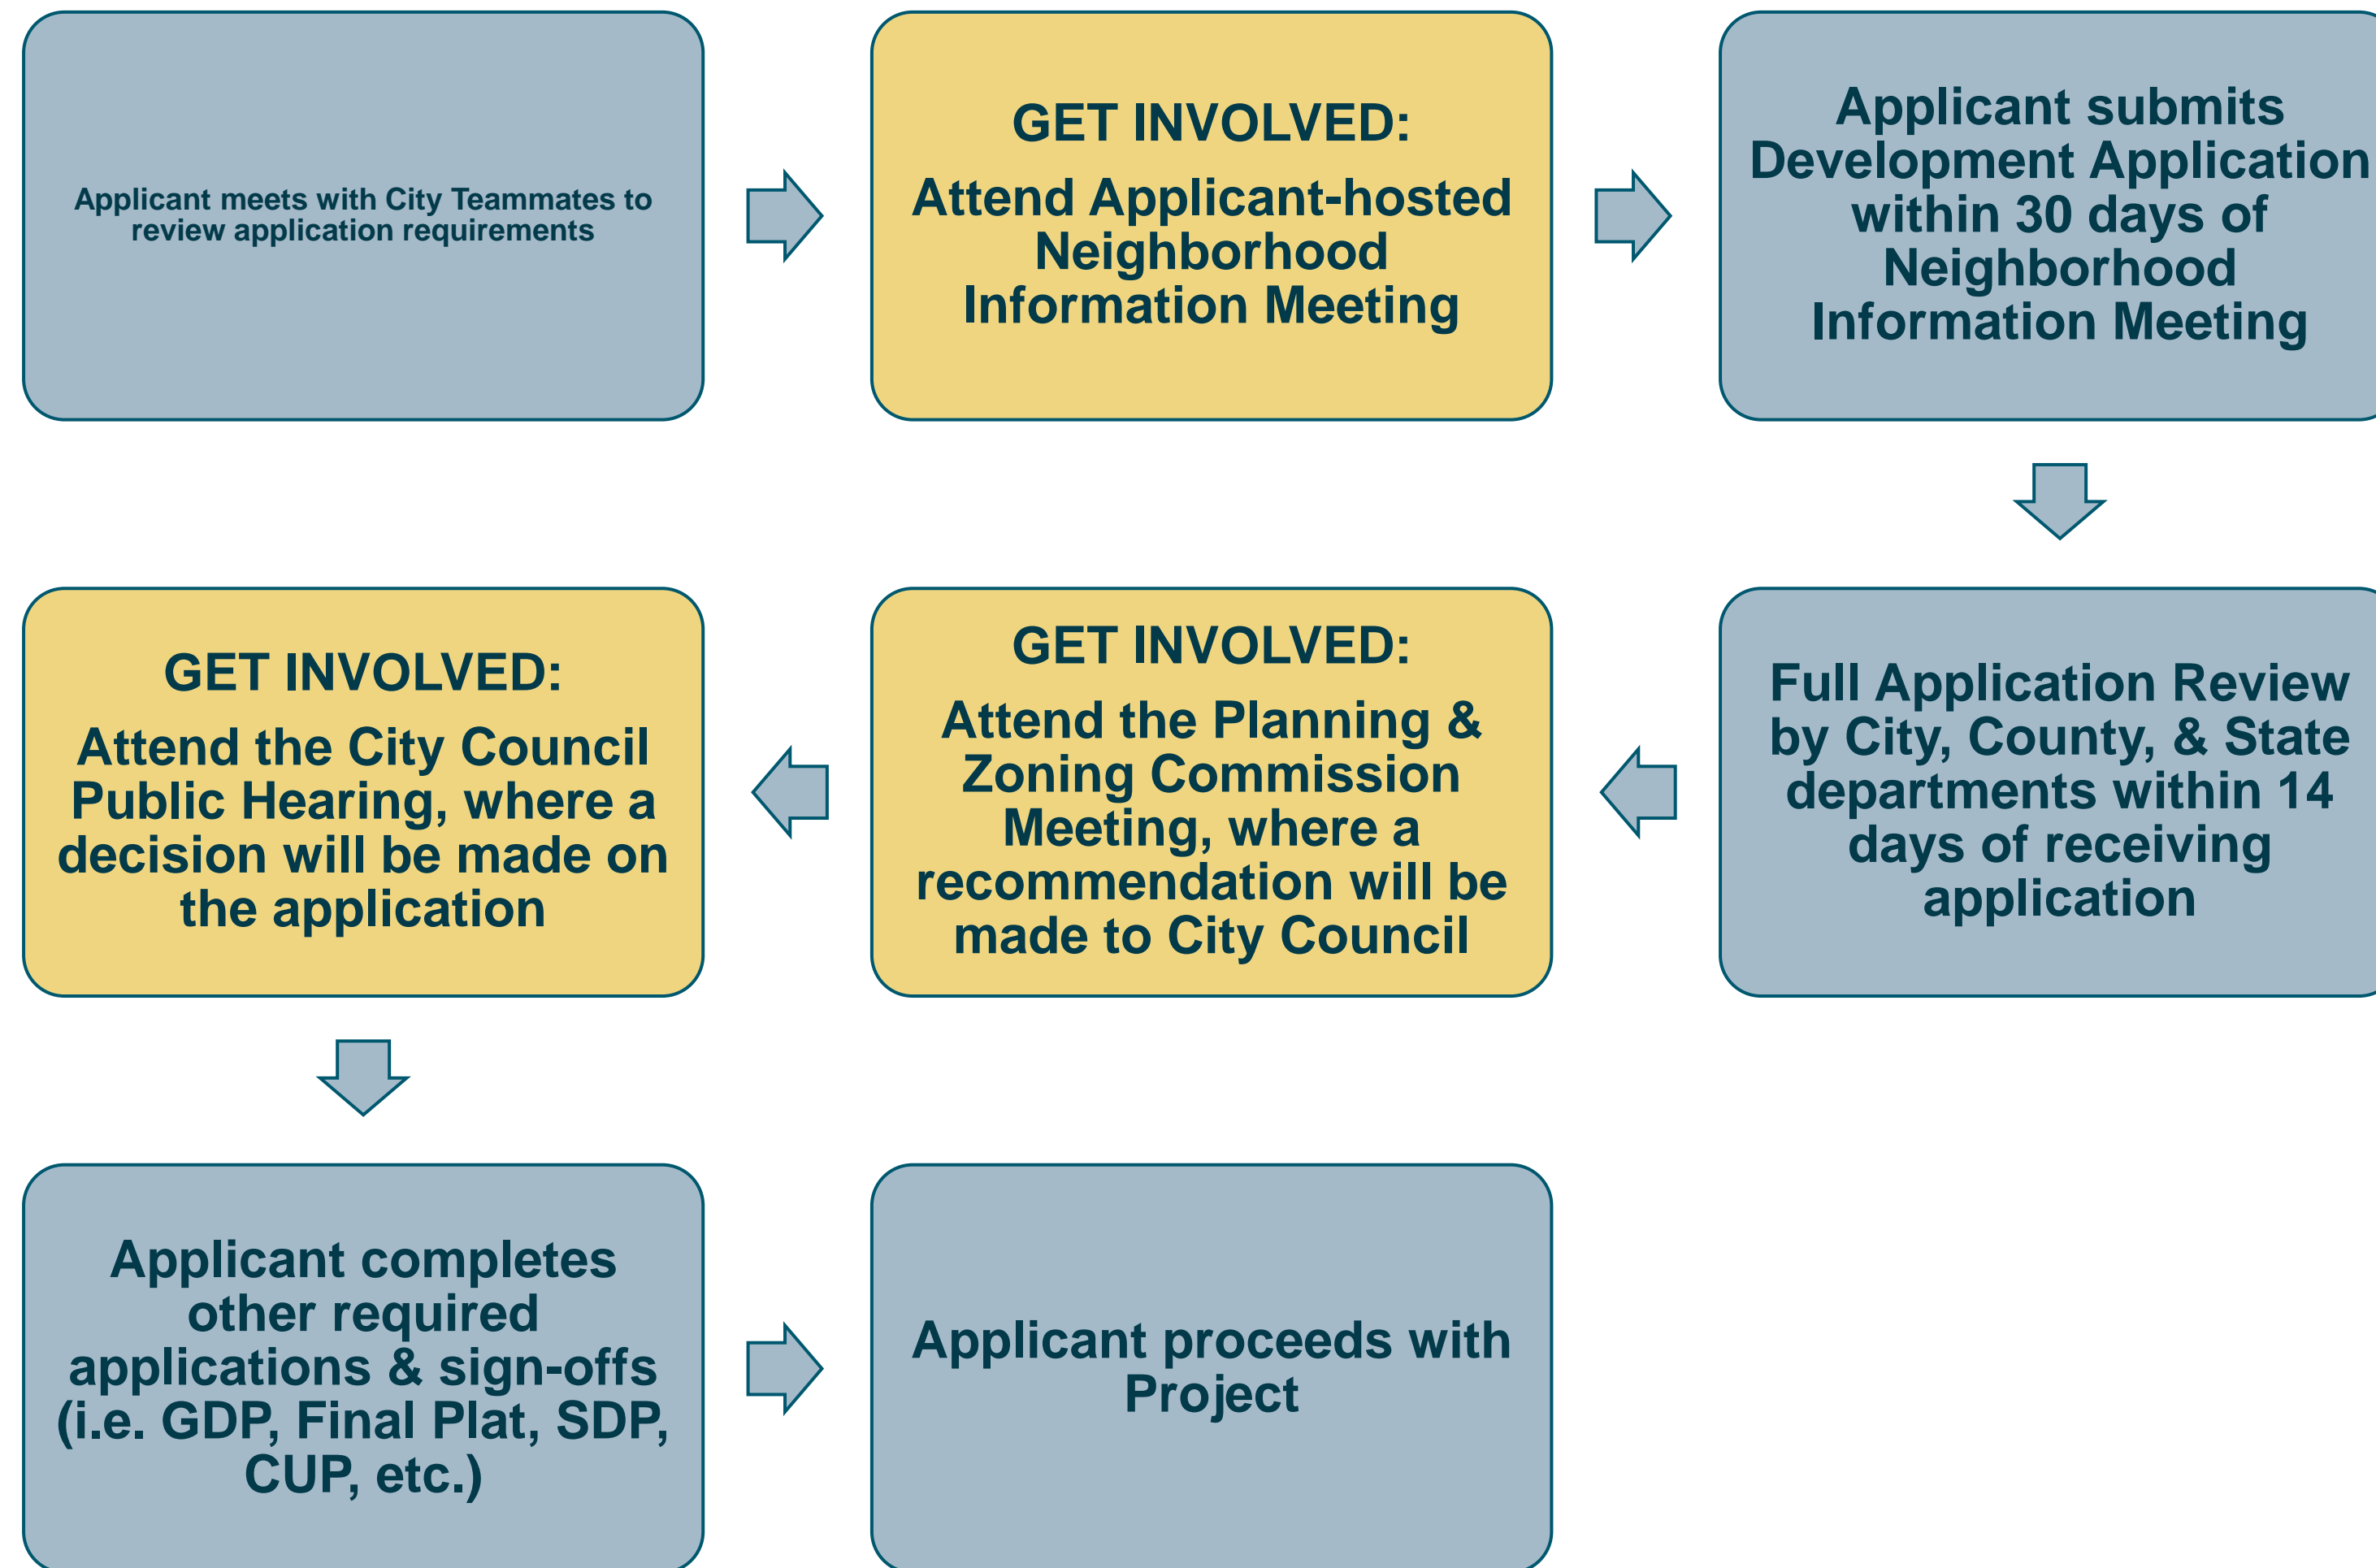 Applicant meets with City Teammates to
review application requirements
GET INVOLVED:
Attend Applicant-hosted
Neighborhood
Information Meeting
Applicant submits
Development Application
within 30 days of
Neighborhood
Information Meeting
Full Application Review
by City, County, & State
departments within 14
days of receiving
application
GET INVOLVED:
Attend the Planning &
Zoning Commission
Meeting, where a
recommendation will be
made to City Council
GET INVOLVED:
Attend the City Council
Public Hearing, where a
decision will be made on
the application
Applicant completes
other required
applications & sign-offs
(i.e. GDP, Final Plat, SDP,
CUP, etc.)
Applicant proceeds with
Project